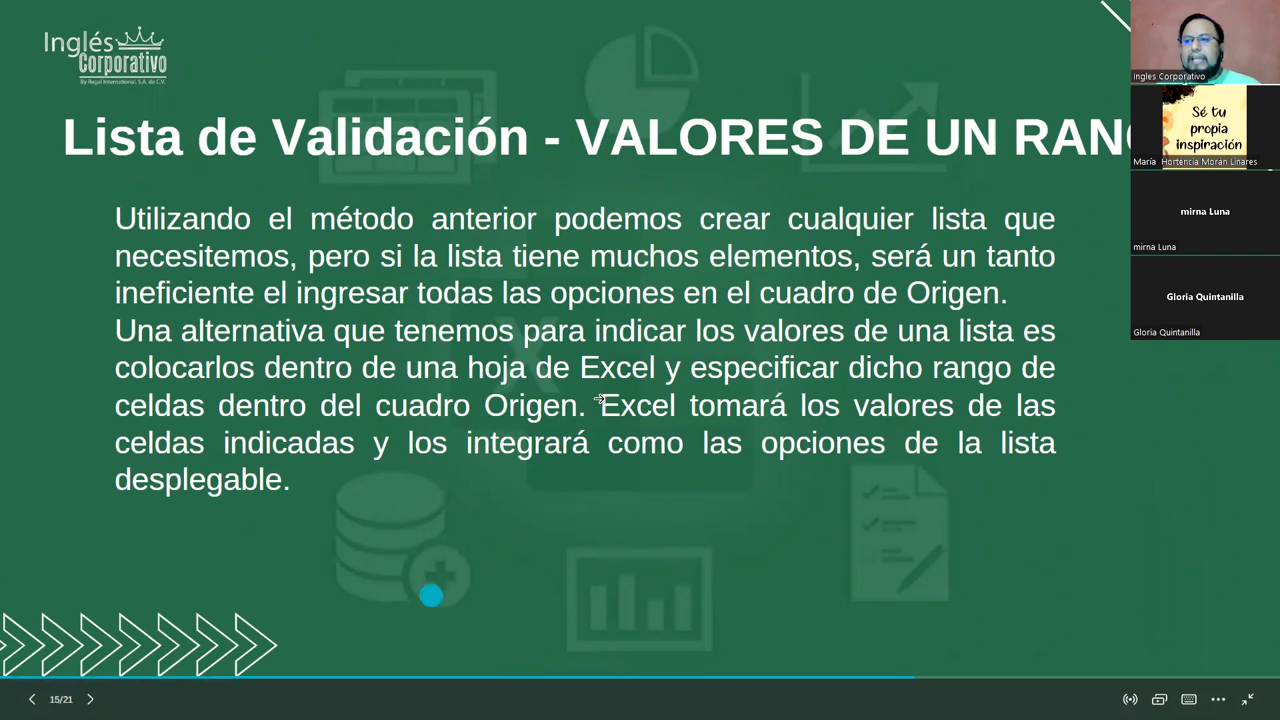 Inglés
Corporativo
By Regal International, S.A. de C.V.
Lista de Validación - VALORES DE UN RANG
Utilizando el método anterior podemos crear cualquier lista que
necesitemos, pero si la lista tiene muchos elementos, será un tanto
ineficiente el ingresar todas las opciones en el cuadro de Origen.
Una alternativa que tenemos para indicar los valores de una lista es
colocarlos dentro de una hoja de Excel y especificar dicho rango de
celdas dentro del cuadro Origen. Excel tomará los valores de las
celdas indicadas y los integrará como las opciones de la lista
desplegable.
15/21
Ingles Corporativo
Sé tu
propia
inspiración
María Hortencia Morán Linares
mirna Luna
mirna Luna
Gloria Quintanilla
Gloria Quintanilla